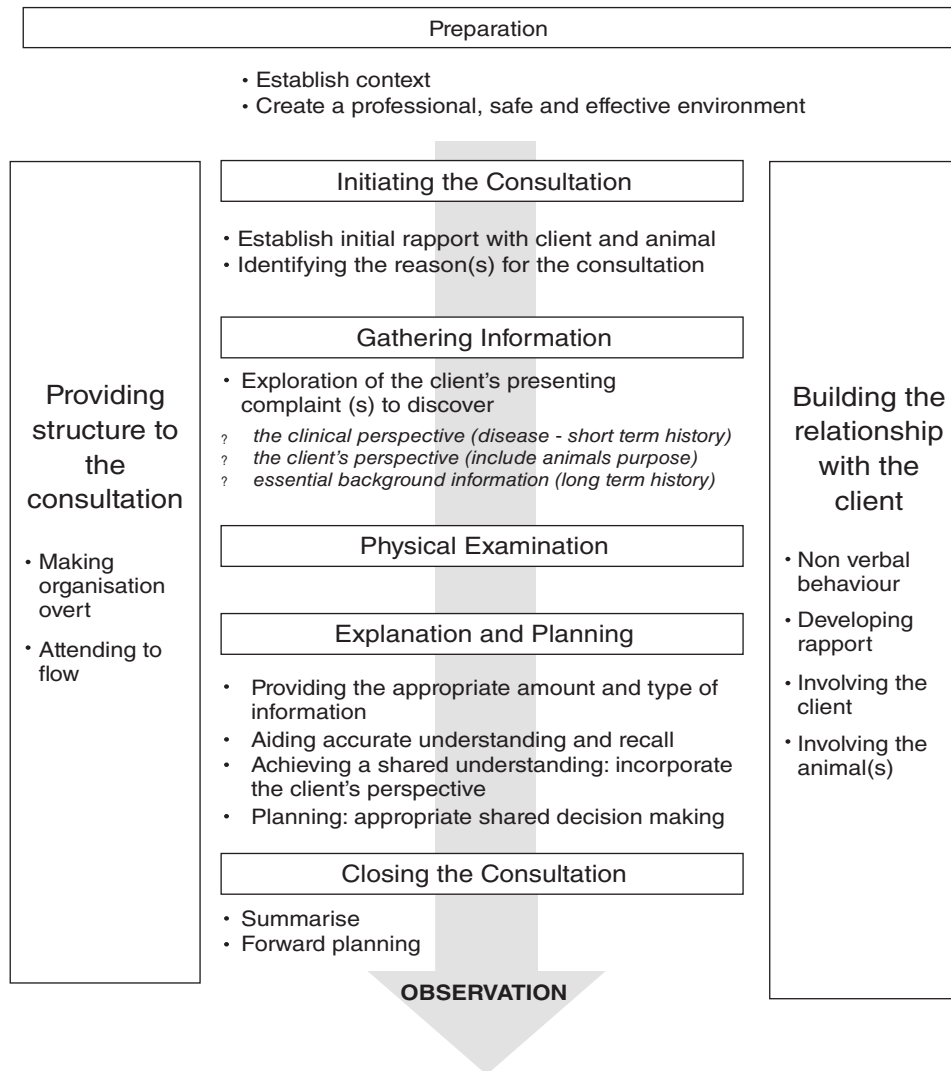 Preparation
• Establish context
• Create a professional, safe and effective environment
Providing
structure to
the
consultation
• Making
organisation
overt
• Attending to
flow
Initiating the Consultation
• Establish initial rapport with client and animal
• Identifying the reason(s) for the consultation
Gathering Information
• Exploration of the client's presenting
complaint (s) to discover
? the clinical perspective (disease - short term history)
? the client's perspective (include animals purpose)
? essential background information (long term history)
Physical Examination
Explanation and Planning
• Providing the appropriate amount and type of
information
• Aiding accurate understanding and recall
• Achieving a shared understanding: incorporate
the client's perspective
• Planning: appropriate shared decision making
Closing the Consultation
• Summarise
• Forward planning
OBSERVATION
Building the
relationship
with the
client
• Non verbal
behaviour
• Developing
rapport
• Involving the
client
• Involving the
animal(s)